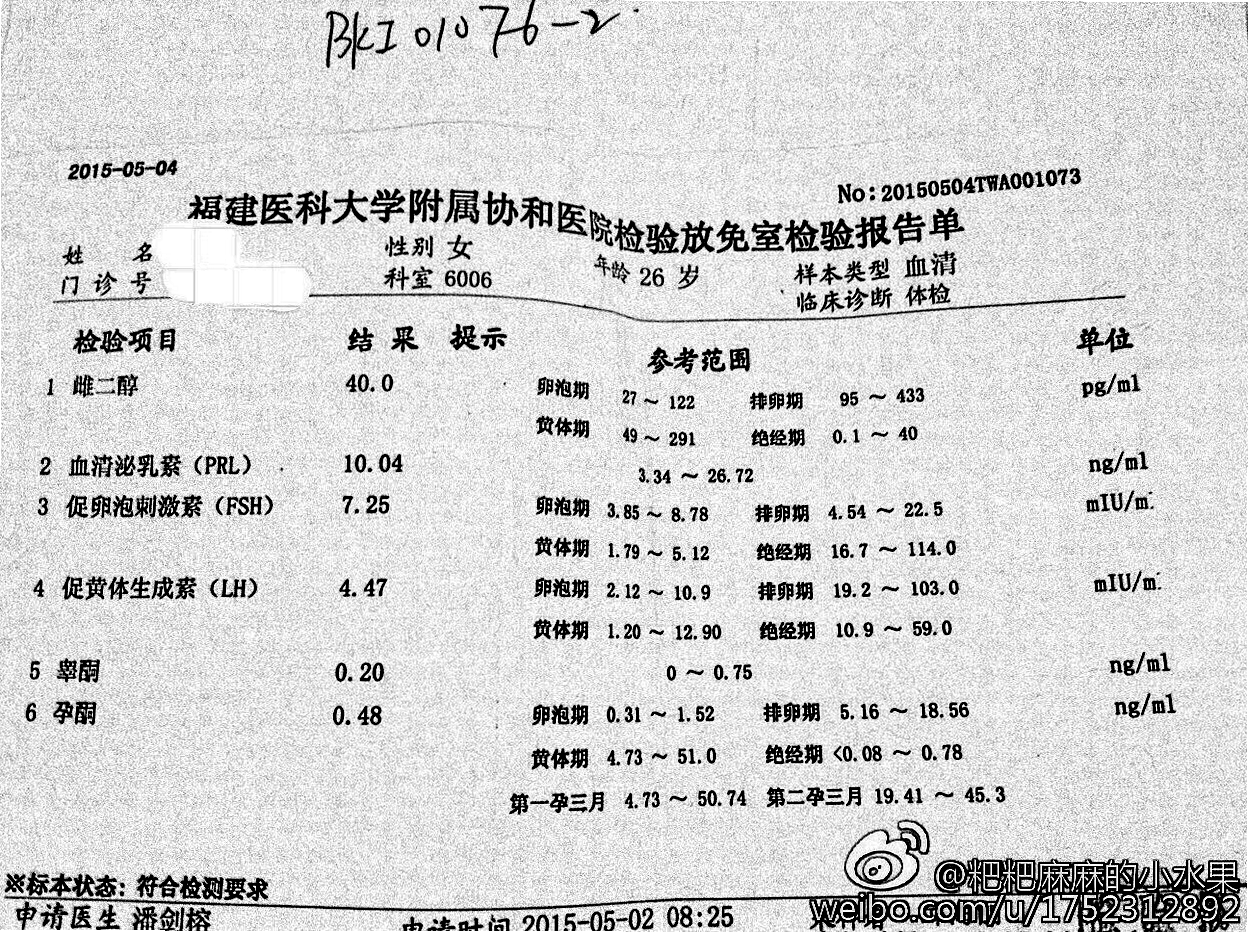 BKI01076-2
2015-05-04
No:20150504TWA001073
福建医科大学附属协和医院检验放免室检验报告单
姓 名 性别 女 年龄 26 岁 样本类型 血清
门 诊 号 科室 6006 临床诊断 体检
检验项目 结 果 提示 参考范围 单位
1 雌二醇 40.0 卵泡期 27 ~ 122 排卵期 95 ~ 433 pg/ml
黄体期 49 ~ 291 绝经期 0.1 ~ 40
2 血清泌乳素(PRL) 10.04 3.34 ~ 26.72 ng/ml
3 促卵泡刺激素(FSH) 7.25 卵泡期 3.85 ~ 8.78 排卵期 4.54 ~ 22.5 mIU/m
黄体期 1.79 ~ 5.12 绝经期 16.7 ~ 114.0
4 促黄体生成素(LH) 4.47 卵泡期 2.12 ~ 10.9 排卵期 19.2 ~ 103.0 mIU/m
黄体期 1.20 ~ 12.90 绝经期 10.9 ~ 59.0
5 睾酮 0.20 0 ~ 0.75 ng/ml
6 孕酮 0.48 卵泡期 0.31 ~ 1.52 排卵期 5.16 ~ 18.56 ng/ml
黄体期 4.73 ~ 51.0 绝经期 <0.08 ~ 0.78
第一孕三月 4.73 ~ 50.74 第二孕三月 19.41 ~ 45.3
※标本状态: 符合检测要求
申请医生 潘剑榕 申请时间 2015-05-02 08:25
@粑粑麻麻的小水果
weibo.com/u/1752312892